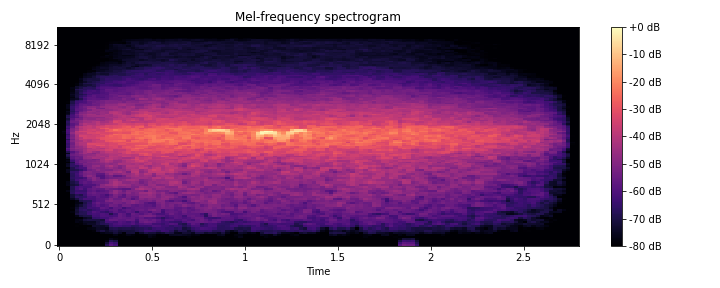 Mel-frequency spectrogram
Hz
8192
4096
2048
1024
512
0
0
0.5
1
1.5
2
2.5
Time
+0 dB
-10 dB
-20 dB
-30 dB
-40 dB
-50 dB
-60 dB
-70 dB
-80 dB